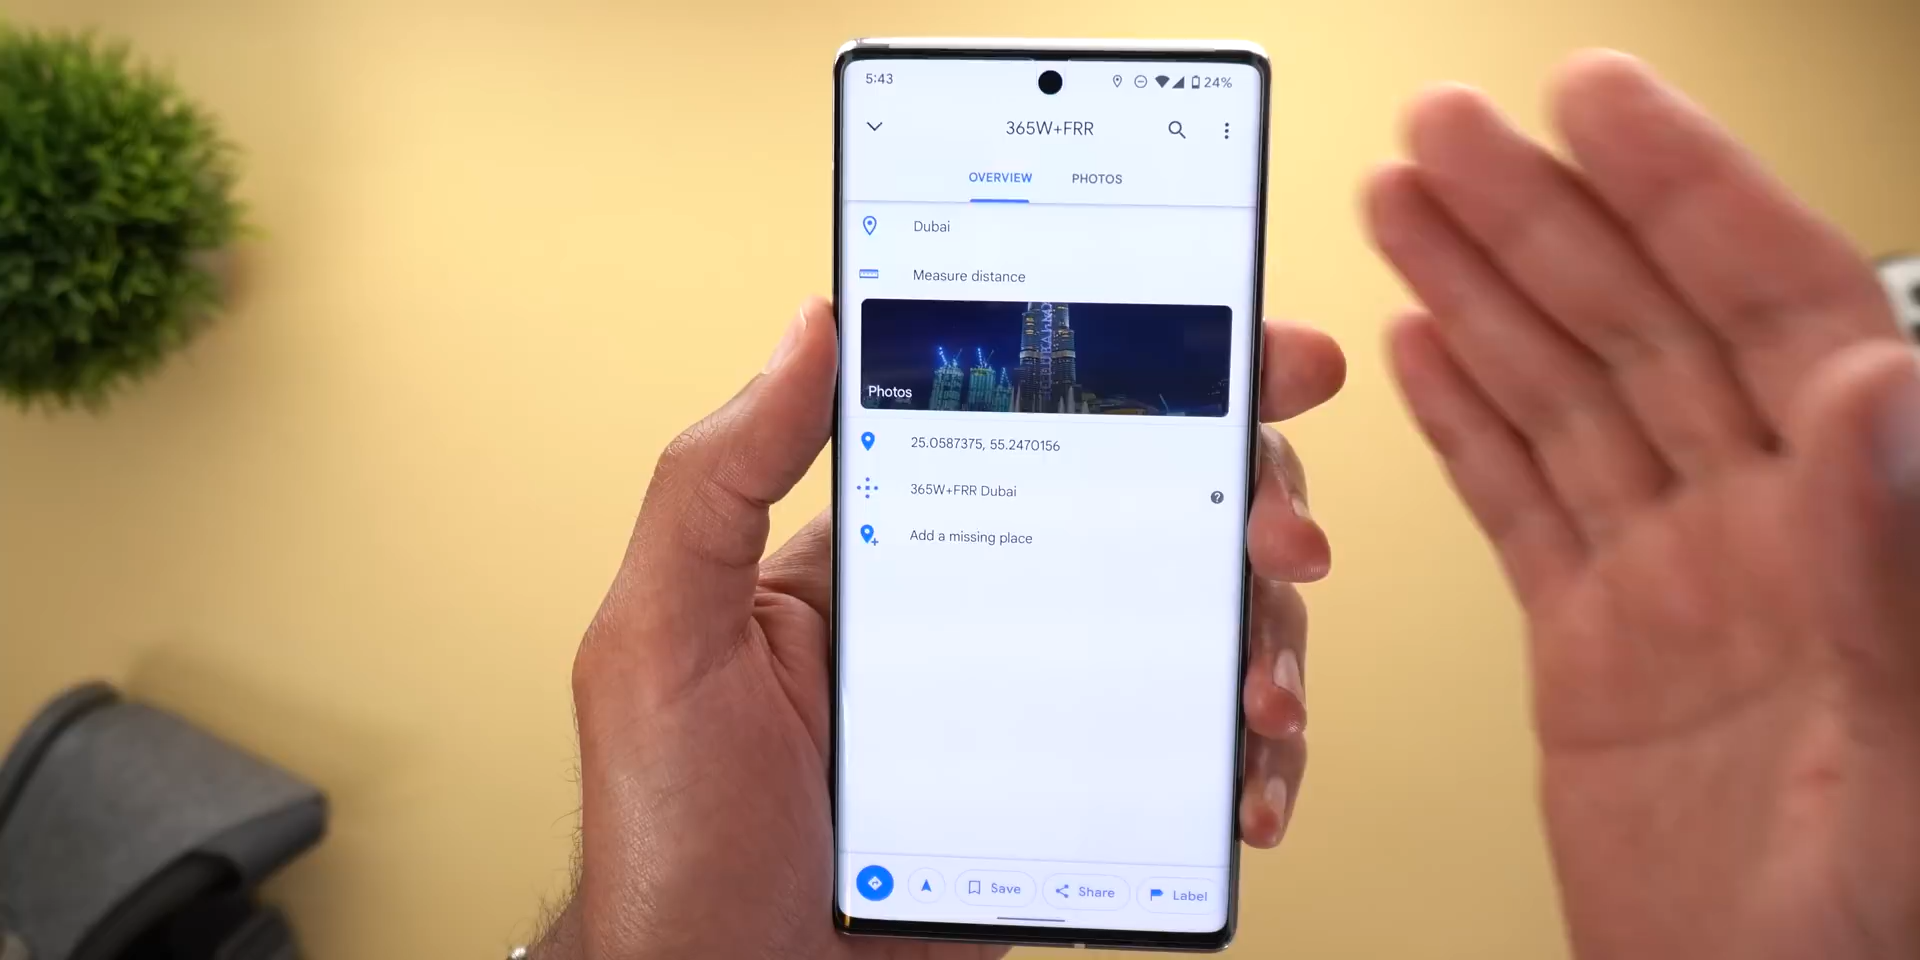 5:43
24%
365W+FRR
OVERVIEW PHOTOS
Dubai
Measure distance
Photos
25.0587375, 55.2470156
365W+FRR Dubai
Add a missing place
Save Share Label